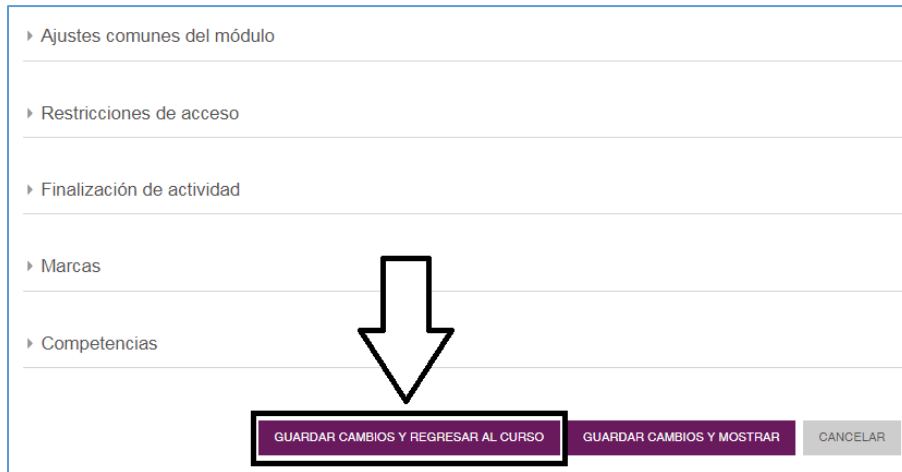 Ajustes comunes del módulo
Restricciones de acceso
Finalización de actividad
Marcas
Competencias
GUARDAR CAMBIOS Y REGRESAR AL CURSO GUARDAR CAMBIOS Y MOSTRAR CANCELAR